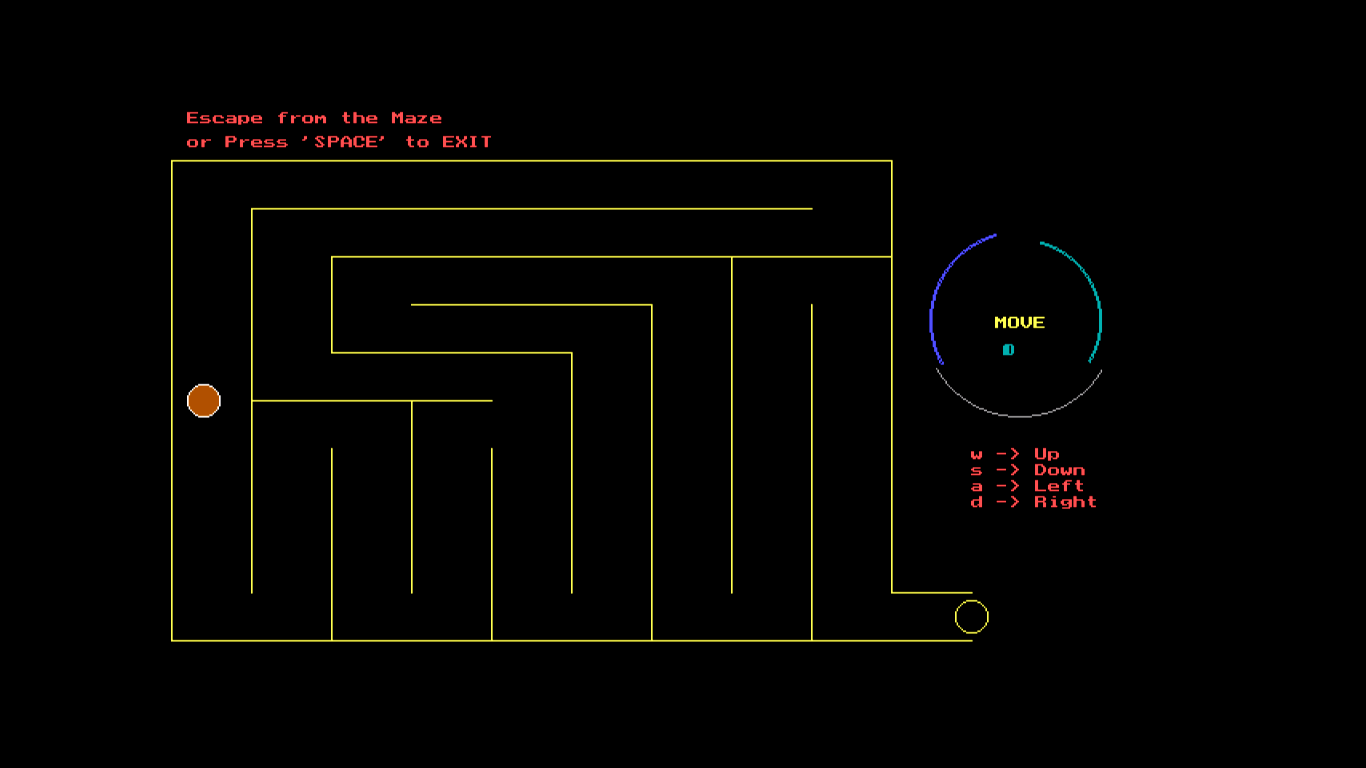 Escape from the Maze
or Press 'SPACE' to EXIT
MOVE
w -> Up
s -> Down
a -> Left
d -> Right